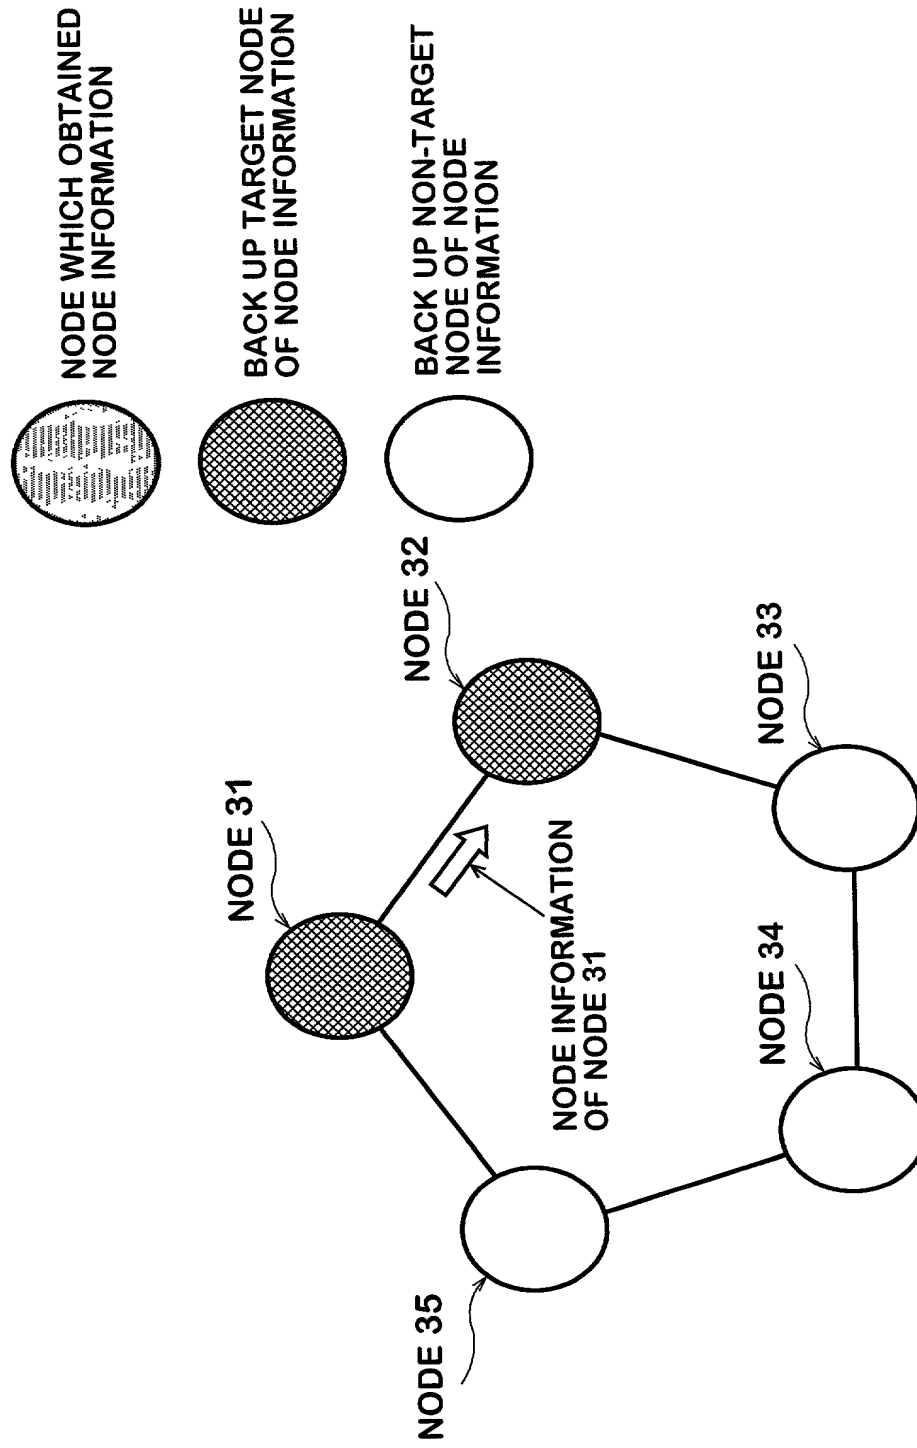 NODE WHICH OBTAINED
NODE INFORMATION
BACK UP TARGET NODE
OF NODE INFORMATION
BACK UP NON-TARGET
NODE OF NODE
INFORMATION
NODE 31
NODE 32
NODE INFORMATION
OF NODE 31
NODE 35
NODE 34
NODE 33